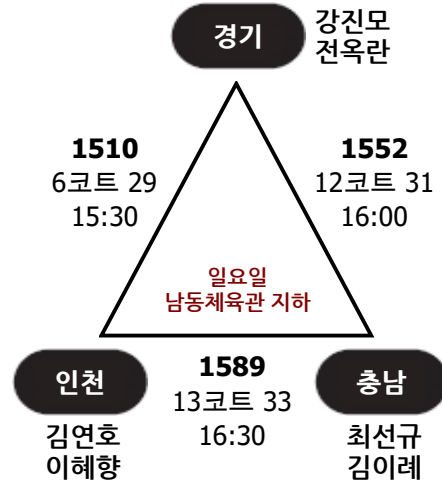 경기
강진모
전옥란
1510
6코트 29
15:30
1552
12코트 31
16:00
일요일
남동체육관 지하
인천
김연호
이혜향
1589
13코트 33
16:30
충남
최선규
김이례